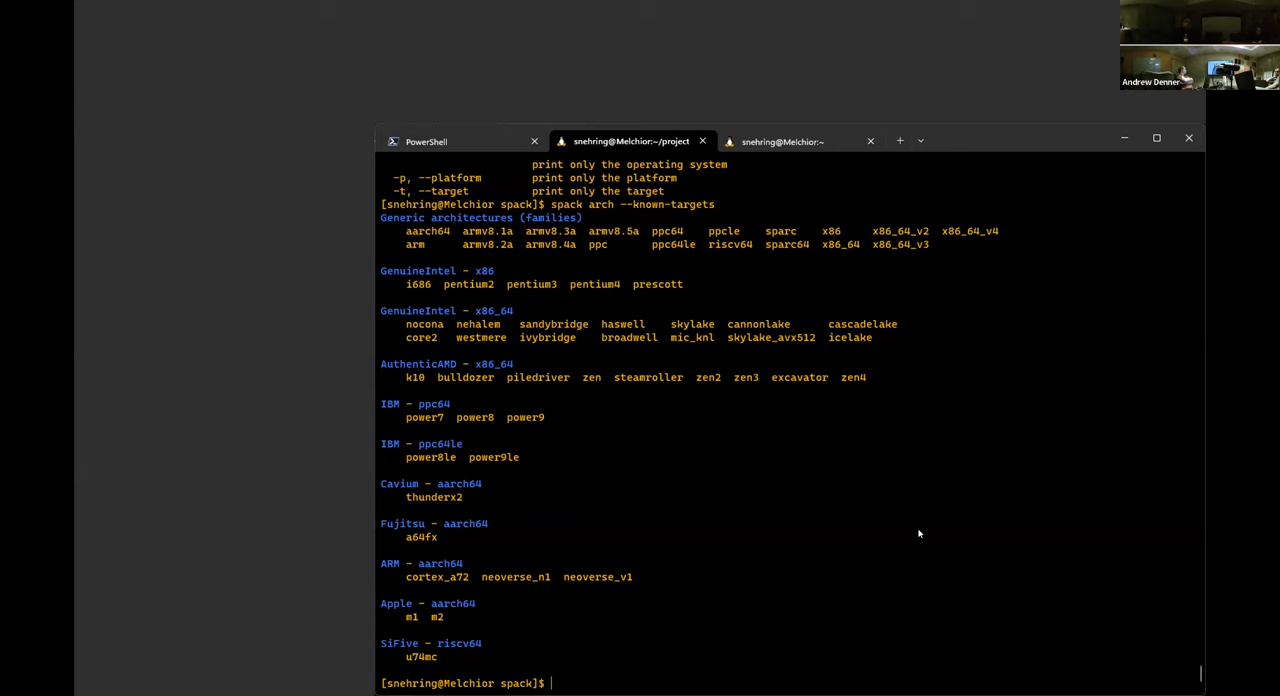 Andrew Denner
PowerShell
snehring@Melchior:~/project
snehring@Melchior:~
print only the operating system
-p, --platform print only the platform
-t, --target print only the target
[snehring@Melchior spack]$ spack arch --known-targets
Generic architectures (families)
aarch64 armv8.1a armv8.3a armv8.5a ppc64 ppcle sparc x86 x86_64_v2 x86_64_v4
arm armv8.2a armv8.4a ppc ppc64le riscv64 sparc64 x86_64 x86_64_v3
GenuineIntel - x86
i686 pentium2 pentium3 pentium4 prescott
GenuineIntel - x86_64
nocona nehalem sandybridge haswell skylake cannonlake cascadelake
core2 westmere ivybridge broadwell mic_knl skylake_avx512 icelake
AuthenticAMD - x86_64
k10 bulldozer piledriver zen steamroller zen2 zen3 excavator zen4
IBM - ppc64
power7 power8 power9
IBM - ppc64le
power8le power9le
Cavium - aarch64
thunderx2
Fujitsu - aarch64
a64fx
ARM - aarch64
cortex_a72 neoverse_n1 neoverse_v1
Apple - aarch64
m1 m2
SiFive - riscv64
u74mc
[snehring@Melchior spack]$